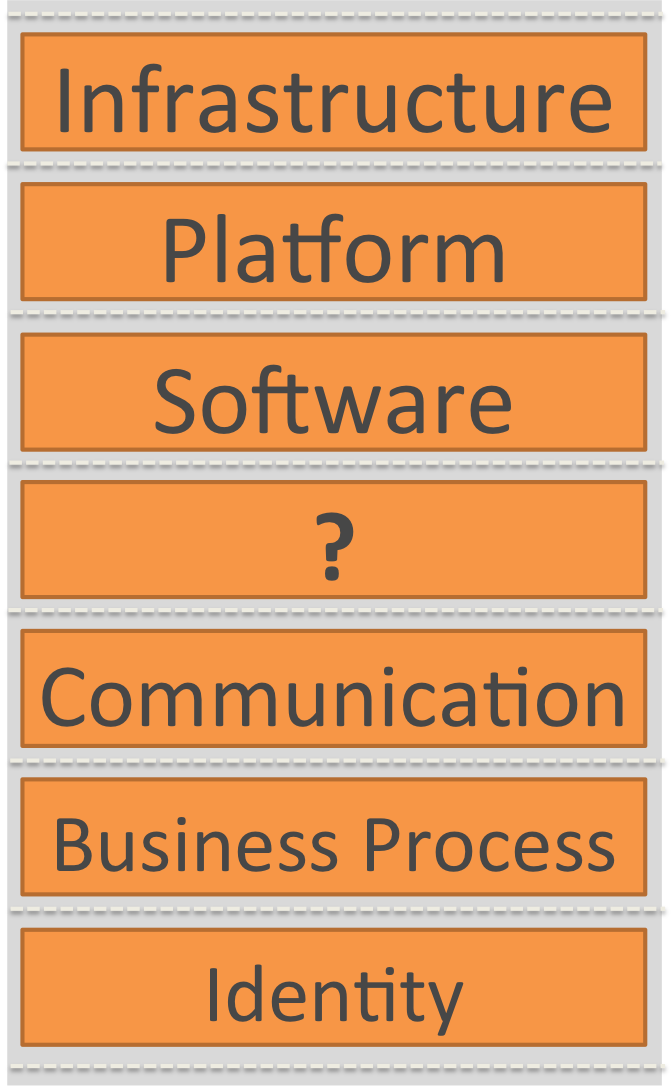 Infrastructure
Platform
Software
?
Communication
Business Process
Identity